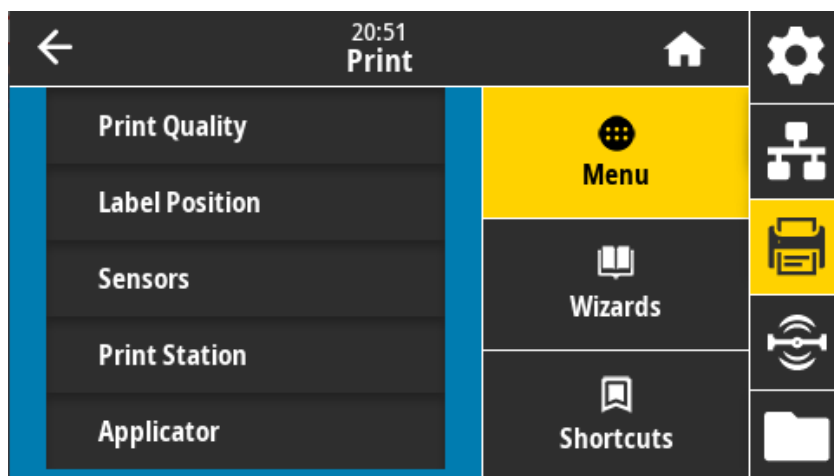 20:51
Print
Print Quality
Label Position
Sensors
Print Station
Applicator
Menu
Wizards
Shortcuts